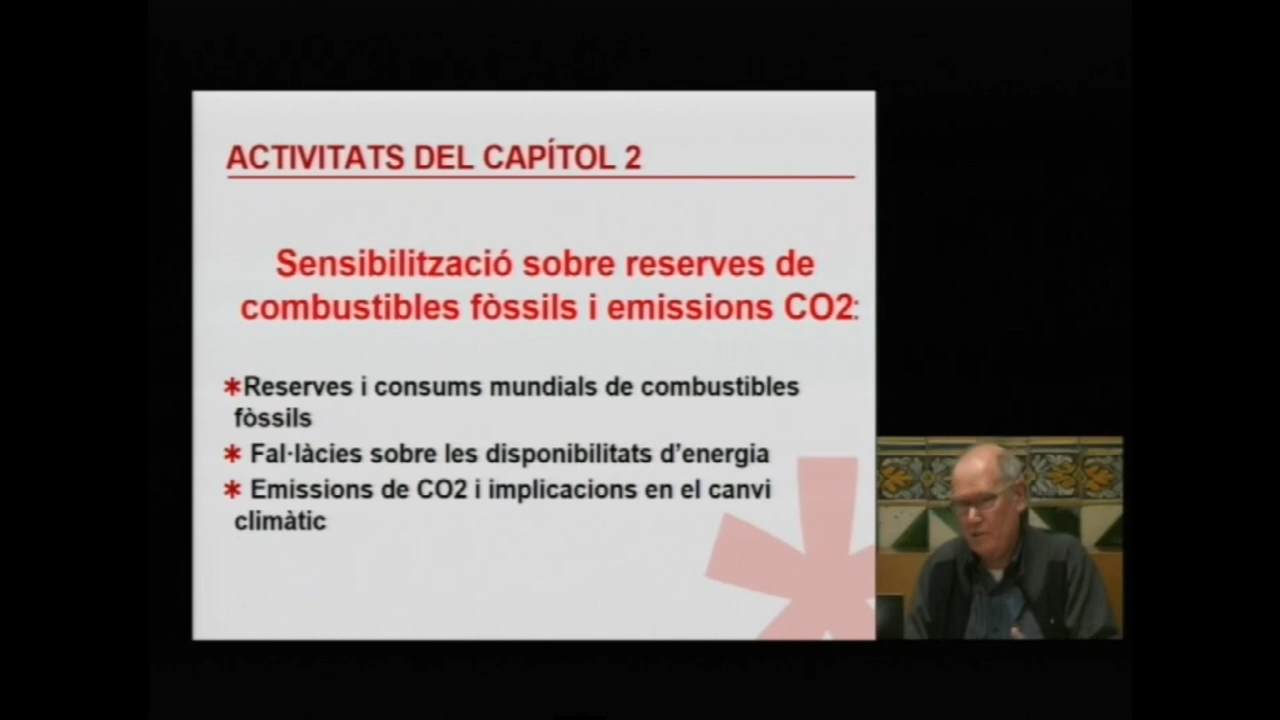 ACTIVITATS DEL CAPÍTOL 2
Sensibilització sobre reserves de
combustibles fòssils i emissions CO2:
*Reserves i consums mundials de combustibles
fòssils
* Fal·làcies sobre les disponibilitats d’energia
* Emissions de CO2 i implicacions en el canvi
climàtic